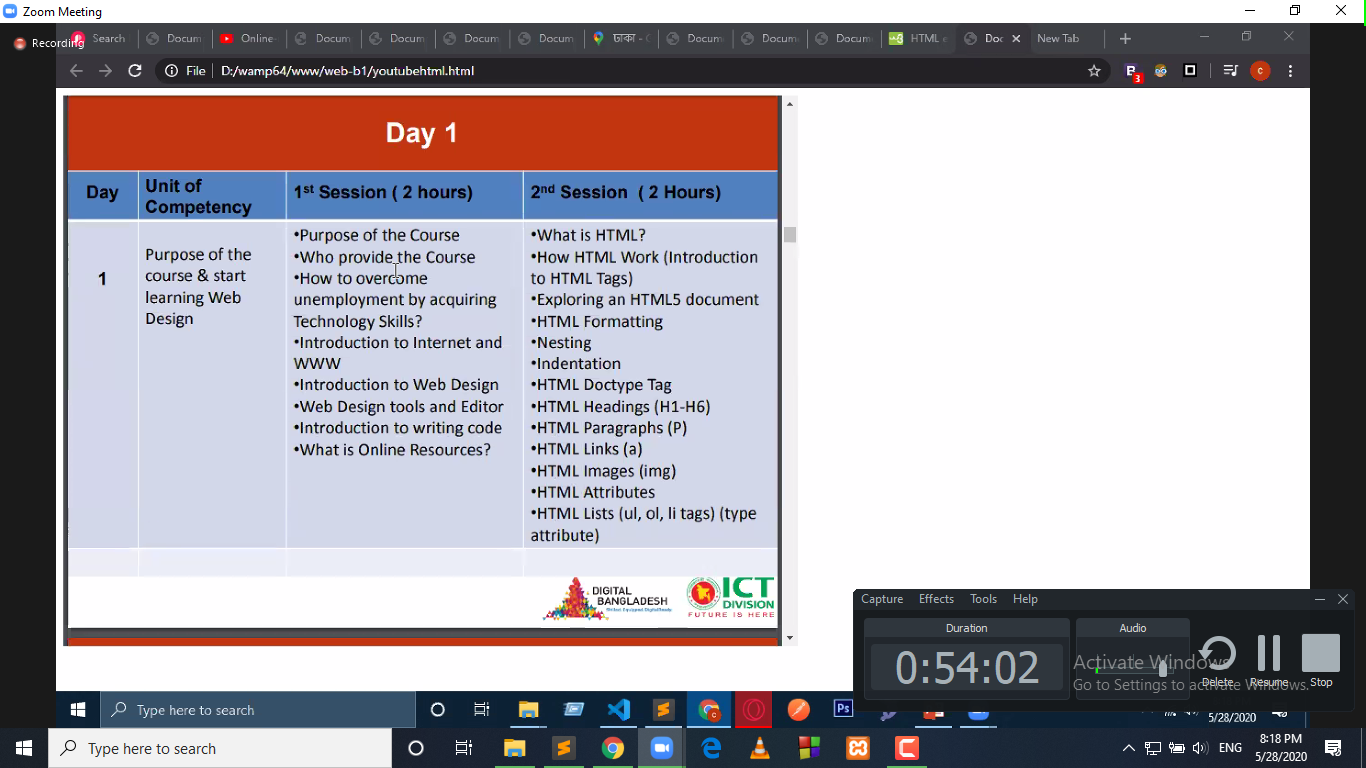 Zoom Meeting
Recording
Search
Docum
Online-
Docum
Docum
Docum
Docum
ঢাকা - C
Docum
Docum
Docum
HTML e
Doc
New Tab
File D:/wamp64/www/web-b1/youtubehtml.html
3
c
Day 1
Day
Unit of
Competency
1st Session ( 2 hours)
2nd Session ( 2 Hours)
1
Purpose of the
course & start
learning Web
Design
•Purpose of the Course
•Who provide the Course
•How to overcome
unemployment by acquiring
Technology Skills?
•Introduction to Internet and
WWW
•Introduction to Web Design
•Web Design tools and Editor
•Introduction to writing code
•What is Online Resources?
•What is HTML?
•How HTML Work (Introduction
to HTML Tags)
•Exploring an HTML5 document
•HTML Formatting
•Nesting
•Indentation
•HTML Doctype Tag
•HTML Headings (H1-H6)
•HTML Paragraphs (P)
•HTML Links (a)
•HTML Images (img)
•HTML Attributes
•HTML Lists (ul, ol, li tags) (type
attribute)
DIGITAL
BANGLADESH
ICT
DIVISION
FUTURE IS HERE
Capture Effects Tools Help
Duration
0:54:02
Audio
Delete
Resume
Stop
Activate Windows
Go to Settings to activate Windows.
Type here to search
Ps
5/28/2020
Type here to search
ENG
8:18 PM
5/28/2020